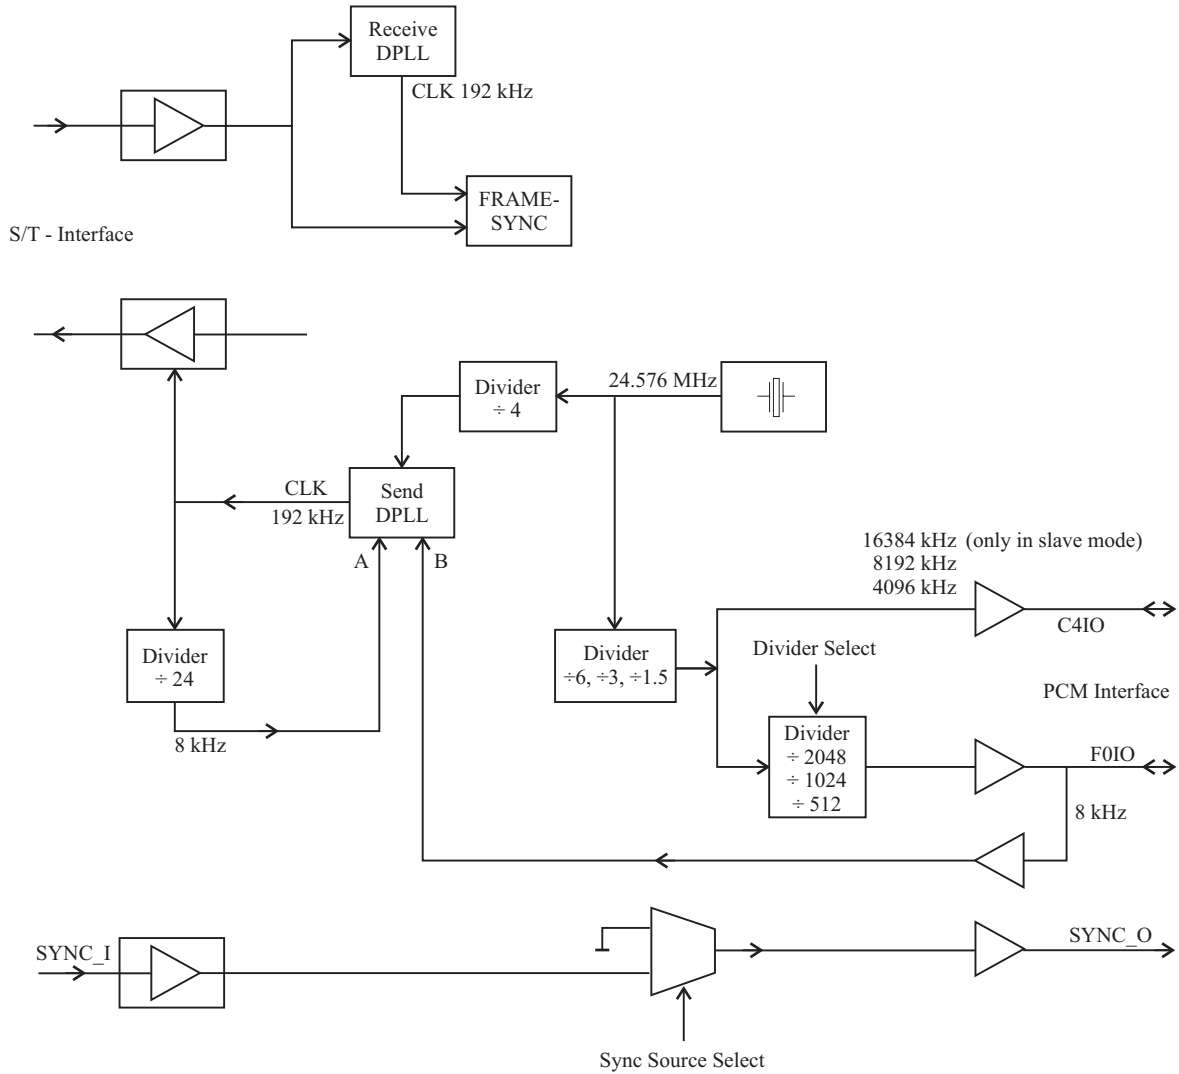 Receive
DPLL
CLK 192 kHz
FRAME-
SYNC
S/T - Interface
24.576 MHz
Divider
÷ 4
CLK
192 kHz
Send
DPLL
A
B
16384 kHz (only in slave mode)
8192 kHz
4096 kHz
C4IO
Divider
÷ 24
8 kHz
Divider
÷6, ÷3, ÷1.5
Divider Select
PCM Interface
Divider
÷ 2048
÷ 1024
÷ 512
F0IO
8 kHz
SYNC_I
SYNC_O
Sync Source Select